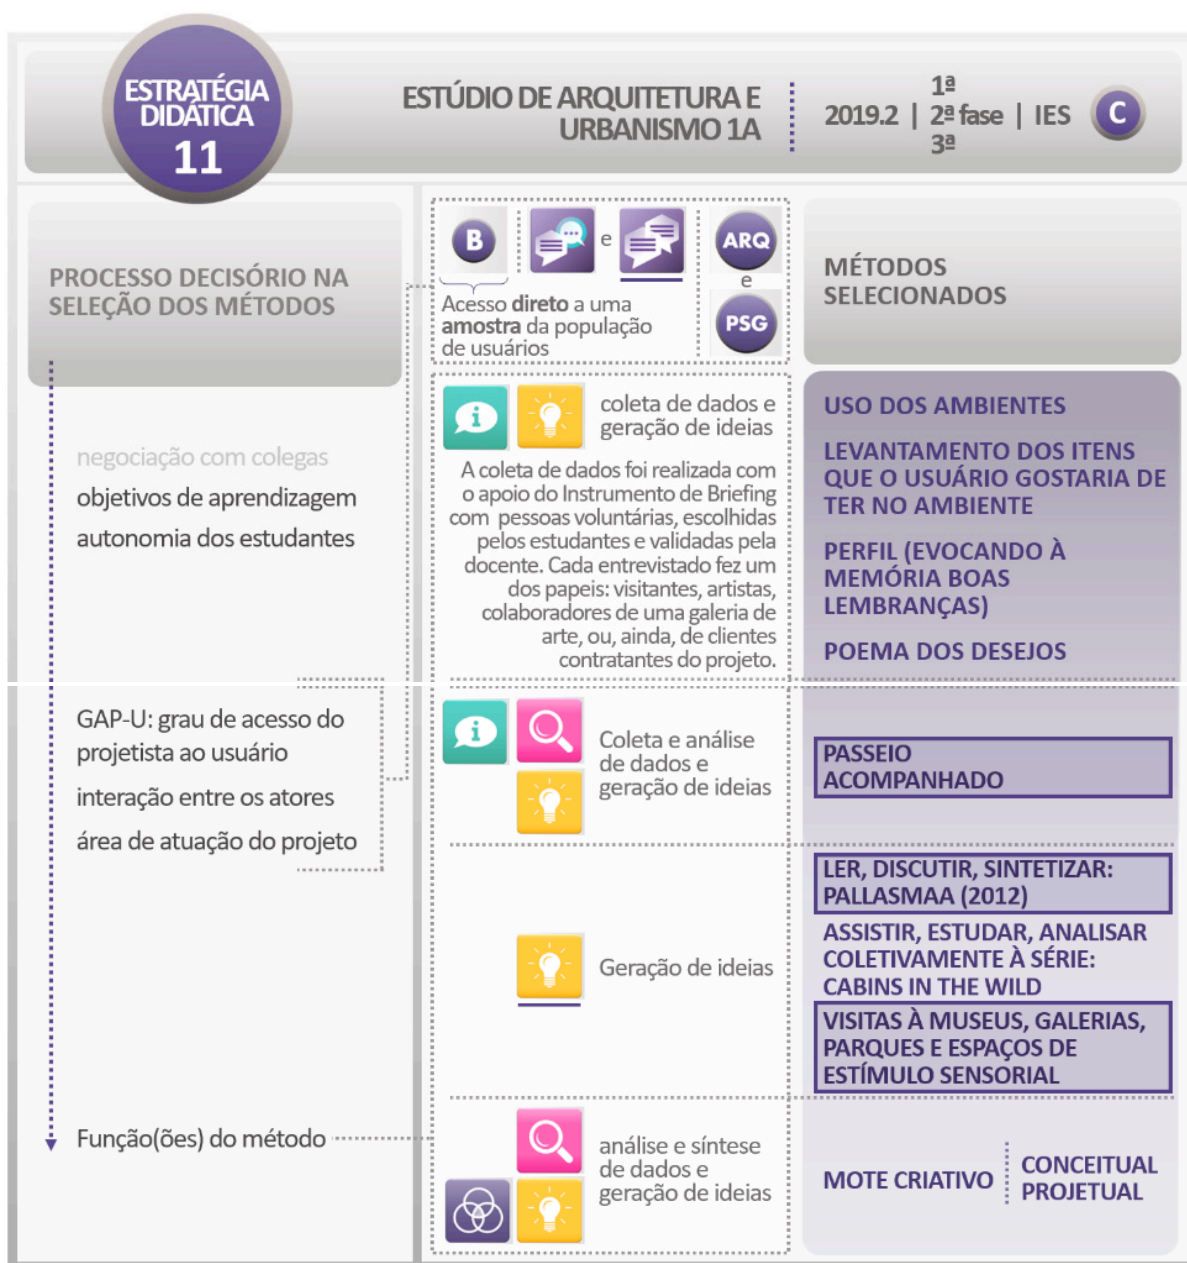 ESTRATÉGIA
DIDÁTICA
11
ESTÚDIO DE ARQUITETURA E
URBANISMO 1A
2019.2 | 1ª 2ª fase 3ª | IES C
PROCESSO DECISÓRIO NA
SELEÇÃO DOS MÉTODOS
negociação com colegas
objetivos de aprendizagem
autonomia dos estudantes
GAP-U: grau de acesso do
projetista ao usuário
interação entre os atores
área de atuação do projeto
Função(ões) do método
B
e
ARQ
e
PSG
Acesso direto a uma
amostra da população
de usuários
i
coleta de dados e
geração de ideias
A coleta de dados foi realizada com
o apoio do Instrumento de Briefing
com pessoas voluntárias, escolhidas
pelos estudantes e validadas pela
docente. Cada entrevistado fez um
dos papeis: visitantes, artistas,
colaboradores de uma galeria de
arte, ou, ainda, de clientes
contratantes do projeto.
i
Coleta e análise
de dados e
geração de ideias
Geração de ideias
análise e síntese
de dados e
geração de ideias
MÉTODOS
SELECIONADOS
USO DOS AMBIENTES
LEVANTAMENTO DOS ITENS
QUE O USUÁRIO GOSTARIA DE
TER NO AMBIENTE
PERFIL (EVOCANDO À
MEMÓRIA BOAS
LEMBRANÇAS)
POEMA DOS DESEJOS
PASSEIO
ACOMPANHADO
LER, DISCUTIR, SINTETIZAR:
PALLASMAA (2012)
ASSISTIR, ESTUDAR, ANALISAR
COLETIVAMENTE À SÉRIE:
CABINS IN THE WILD
VISITAS À MUSEUS, GALERIAS,
PARQUES E ESPAÇOS DE
ESTÍMULO SENSORIAL
MOTE CRIATIVO
CONCEITUAL
PROJETUAL